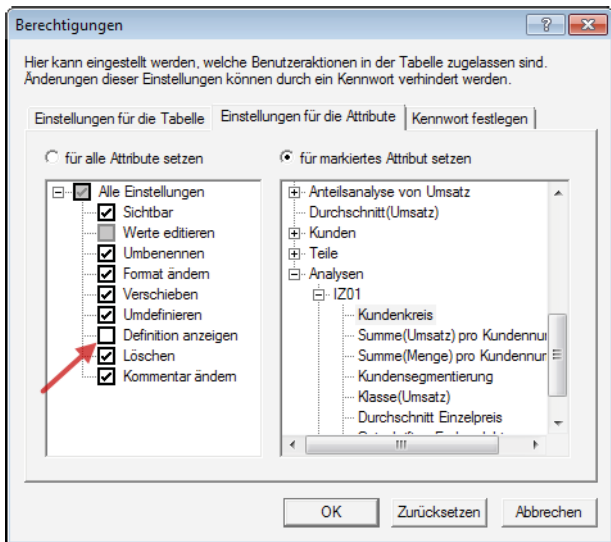 Berechtigungen
Hier kann eingestellt werden, welche Benutzeraktionen in der Tabelle zugelassen sind.
Änderungen dieser Einstellungen können durch ein Kennwort verhindert werden.
Einstellungen für die Tabelle Einstellungen für die Attribute Kennwort festlegen
für alle Attribute setzen
Alle Einstellungen
Sichtbar
Werte editieren
Umbenennen
Format ändern
Verschieben
Umdefinieren
Definition anzeigen
Löschen
Kommentar ändern
für markiertes Attribut setzen
Anteilsanalyse von Umsatz
Durchschnitt(Umsatz)
Kunden
Teile
Analysen
IZ01
Kundenkreis
Summe(Umsatz) pro Kundennur
Summe(Menge) pro Kundennur
Kundensegmentierung
Klasse(Umsatz)
Durchschnitt Einzelpreis
OK Zurücksetzen Abbrechen